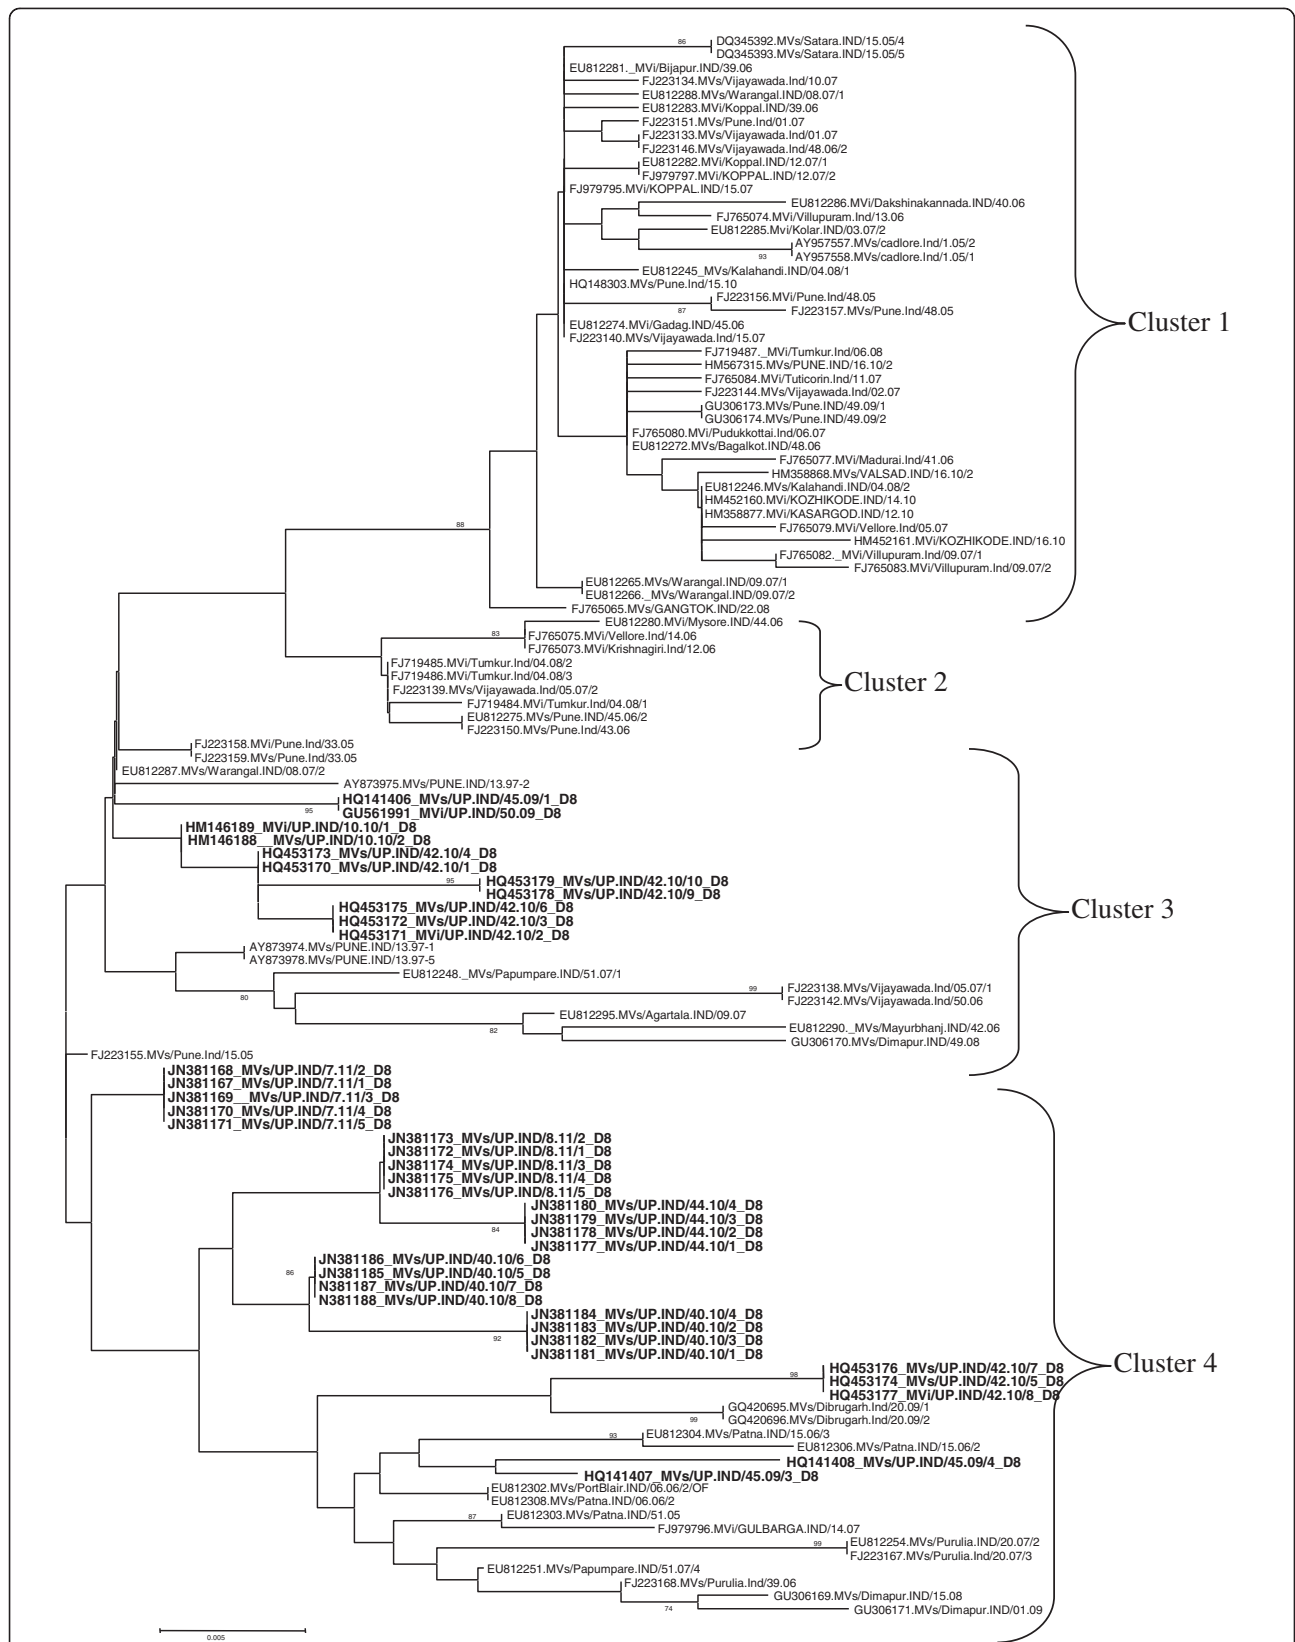 86
DQ345392.MVs/Satara.IND/15.05/4
DQ345393.MVs/Satara.IND/15.05/5
EU812281._MVi/Bijapur.IND/39.06
FJ223134.MVs/Vijayawada.Ind/10.07
EU812288.MVs/Warangal.IND/08.07/1
EU812283.MVi/Koppal.IND/39.06
FJ223151.MVs/Pune.Ind/01.07
FJ223133.MVs/Vijayawada.Ind/01.07
FJ223146.MVs/Vijayawada.Ind/48.06/2
EU812282.MVi/Koppal.IND/12.07/1
FJ979797.MVi/KOPPAL.IND/12.07/2
FJ979795.MVi/KOPPAL.IND/15.07
EU812286.MVi/Dakshinakannada.IND/40.06
FJ765074.MVi/Villupuram.Ind/13.06
EU812285.Mvi/Kolar.IND/03.07/2
AY957557.MVs/cadlore.Ind/1.05/2
93
AY957558.MVs/cadlore.Ind/1.05/1
EU812245_MVs/Kalahandi.IND/04.08/1
HQ148303.MVs/Pune.Ind/15.10
FJ223156.MVi/Pune.Ind/48.05
87
FJ223157.MVs/Pune.Ind/48.05
Cluster 1
EU812274.MVi/Gadag.IND/45.06
FJ223140.MVs/Vijayawada.Ind/15.07
FJ719487._MVi/Tumkur.Ind/06.08
HM567315.MVs/PUNE.IND/16.10/2
FJ765084.MVi/Tuticorin.Ind/11.07
FJ223144.MVs/Vijayawada.Ind/02.07
GU306173.MVs/Pune.IND/49.09/1
GU306174.MVs/Pune.IND/49.09/2
FJ765080.MVi/Pudukkottai.Ind/06.07
EU812272.MVs/Bagalkot.IND/48.06
FJ765077.MVi/Madurai.Ind/41.06
HM358868.MVs/VALSAD.IND/16.10/2
EU812246.MVs/Kalahandi.IND/04.08/2
HM452160.MVi/KOZHIKODE.IND/14.10
HM358877.MVi/KASARGOD.IND/12.10
88
FJ765079.MVi/Vellore.Ind/05.07
HM452161.MVi/KOZHIKODE.IND/16.10
FJ765082._MVi/Villupuram.Ind/09.07/1
FJ765083.MVi/Villupuram.Ind/09.07/2
EU812265.MVs/Warangal.IND/09.07/1
EU812266._MVs/Warangal.IND/09.07/2
FJ765065.MVs/GANGTOK.IND/22.08
EU812280.MVi/Mysore.IND/44.06
83
FJ765075.MVi/Vellore.Ind/14.06
FJ765073.MVi/Krishnagiri.Ind/12.06
FJ719485.MVi/Tumkur.Ind/04.08/2
FJ719486.MVi/Tumkur.Ind/04.08/3
Cluster 2
FJ223139.MVs/Vijayawada.Ind/05.07/2
FJ719484.MVi/Tumkur.Ind/04.08/1
EU812275.MVs/Pune.IND/45.06/2
FJ223150.MVs/Pune.Ind/43.06
FJ223158.MVi/Pune.Ind/33.05
FJ223159.MVs/Pune.Ind/33.05
EU812287.MVs/Warangal.IND/08.07/2
AY873975.MVs/PUNE.IND/13.97-2
HQ141406_MVs/UP.IND/45.09/1_D8
95
GU561991_MVi/UP.IND/50.09_D8
HM146189_MVi/UP.IND/10.10/1_D8
HM146188__MVs/UP.IND/10.10/2_D8
HQ453173_MVs/UP.IND/42.10/4_D8
HQ453170_MVs/UP.IND/42.10/1_D8
95
HQ453179_MVs/UP.IND/42.10/10_D8
HQ453178_MVs/UP.IND/42.10/9_D8
HQ453175_MVs/UP.IND/42.10/6_D8
Cluster 3
HQ453172_MVs/UP.IND/42.10/3_D8
HQ453171_MVi/UP.IND/42.10/2_D8
AY873974.MVs/PUNE.IND/13.97-1
AY873978.MVs/PUNE.IND/13.97-5
EU812248._MVs/Papumpare.IND/51.07/1
80
99
FJ223138.MVs/Vijayawada.Ind/05.07/1
FJ223142.MVs/Vijayawada.Ind/50.06
EU812295.MVs/Agartala.IND/09.07
82
EU812290._MVs/Mayurbhanj.IND/42.06
GU306170.MVs/Dimapur.IND/49.08
FJ223155.MVs/Pune.Ind/15.05
JN381168_MVs/UP.IND/7.11/2_D8
JN381167_MVs/UP.IND/7.11/1_D8
JN381169__MVs/UP.IND/7.11/3_D8
JN381170_MVs/UP.IND/7.11/4_D8
JN381171_MVs/UP.IND/7.11/5_D8
JN381173_MVs/UP.IND/8.11/2_D8
JN381172_MVs/UP.IND/8.11/1_D8
JN381174_MVs/UP.IND/8.11/3_D8
JN381175_MVs/UP.IND/8.11/4_D8
JN381176_MVs/UP.IND/8.11/5_D8
JN381180_MVs/UP.IND/44.10/4_D8
JN381179_MVs/UP.IND/44.10/3_D8
84
JN381178_MVs/UP.IND/44.10/2_D8
JN381177_MVs/UP.IND/44.10/1_D8
JN381186_MVs/UP.IND/40.10/6_D8
86
JN381185_MVs/UP.IND/40.10/5_D8
N381187_MVs/UP.IND/40.10/7_D8
N381188_MVs/UP.IND/40.10/8_D8
JN381184_MVs/UP.IND/40.10/4_D8
JN381183_MVs/UP.IND/40.10/2_D8
92
JN381182_MVs/UP.IND/40.10/3_D8
JN381181_MVs/UP.IND/40.10/1_D8
Cluster 4
98
HQ453176_MVs/UP.IND/42.10/7_D8
HQ453174_MVs/UP.IND/42.10/5_D8
HQ453177_MVi/UP.IND/42.10/8_D8
GQ420695.MVs/Dibrugarh.Ind/20.09/1
99
GQ420696.MVs/Dibrugarh.Ind/20.09/2
93
EU812304.MVs/Patna.IND/15.06/3
EU812306.MVs/Patna.IND/15.06/2
HQ141408_MVs/UP.IND/45.09/4_D8
HQ141407_MVs/UP.IND/45.09/3_D8
EU812302.MVs/PortBlair.IND/06.06/2/OF
EU812308.MVs/Patna.IND/06.06/2
87
EU812303.MVs/Patna.IND/51.05
FJ979796.MVi/GULBARGA.IND/14.07
99
EU812254.MVs/Purulia.IND/20.07/2
FJ223167.MVs/Purulia.IND/20.07/3
EU812251.MVs/Papumpare.IND/51.07/4
FJ223168.MVs/Purulia.Ind/39.06
GU306169.MVs/Dimapur.IND/15.08
74
GU306171.MVs/Dimapur.IND/01.09
0.005